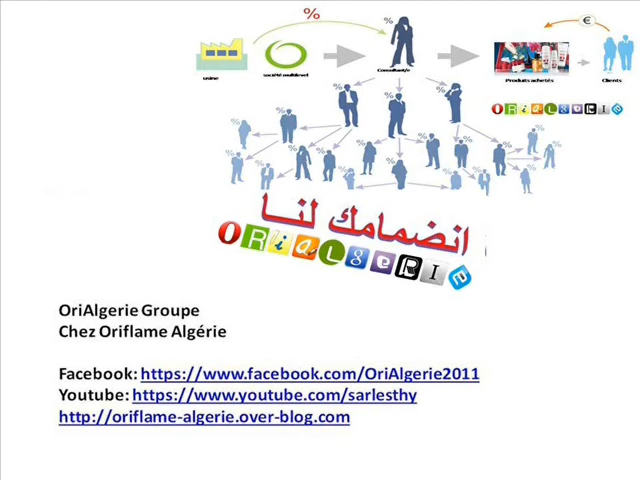 %
%
€
usine
société multilevel
Consultant/e
Produits achetés
Clients
OriAlgerie
% % %
% % %
% % % % % % %
انضمامك لنــا
ORiALgeRIe
OriAlgerie Groupe
Chez Oriflame Algérie
Facebook: https://www.facebook.com/OriAlgerie2011
Youtube: https://www.youtube.com/sarlesthy
http://oriflame-algerie.over-blog.com